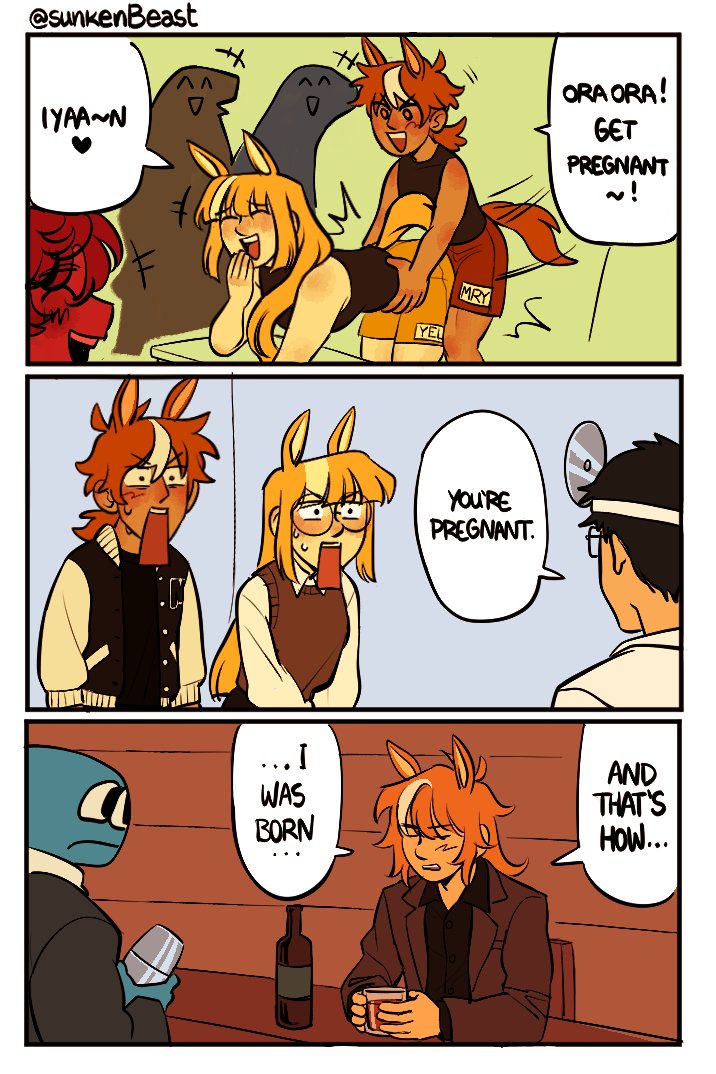 @sunkenBeast
IYAA~N
♥
ORA ORA!
GET
PREGNANT
~!
MRY
YEL
YOU'RE
PREGNANT.
N
...I
WAS
BORN
...
AND
THAT'S
HOW...